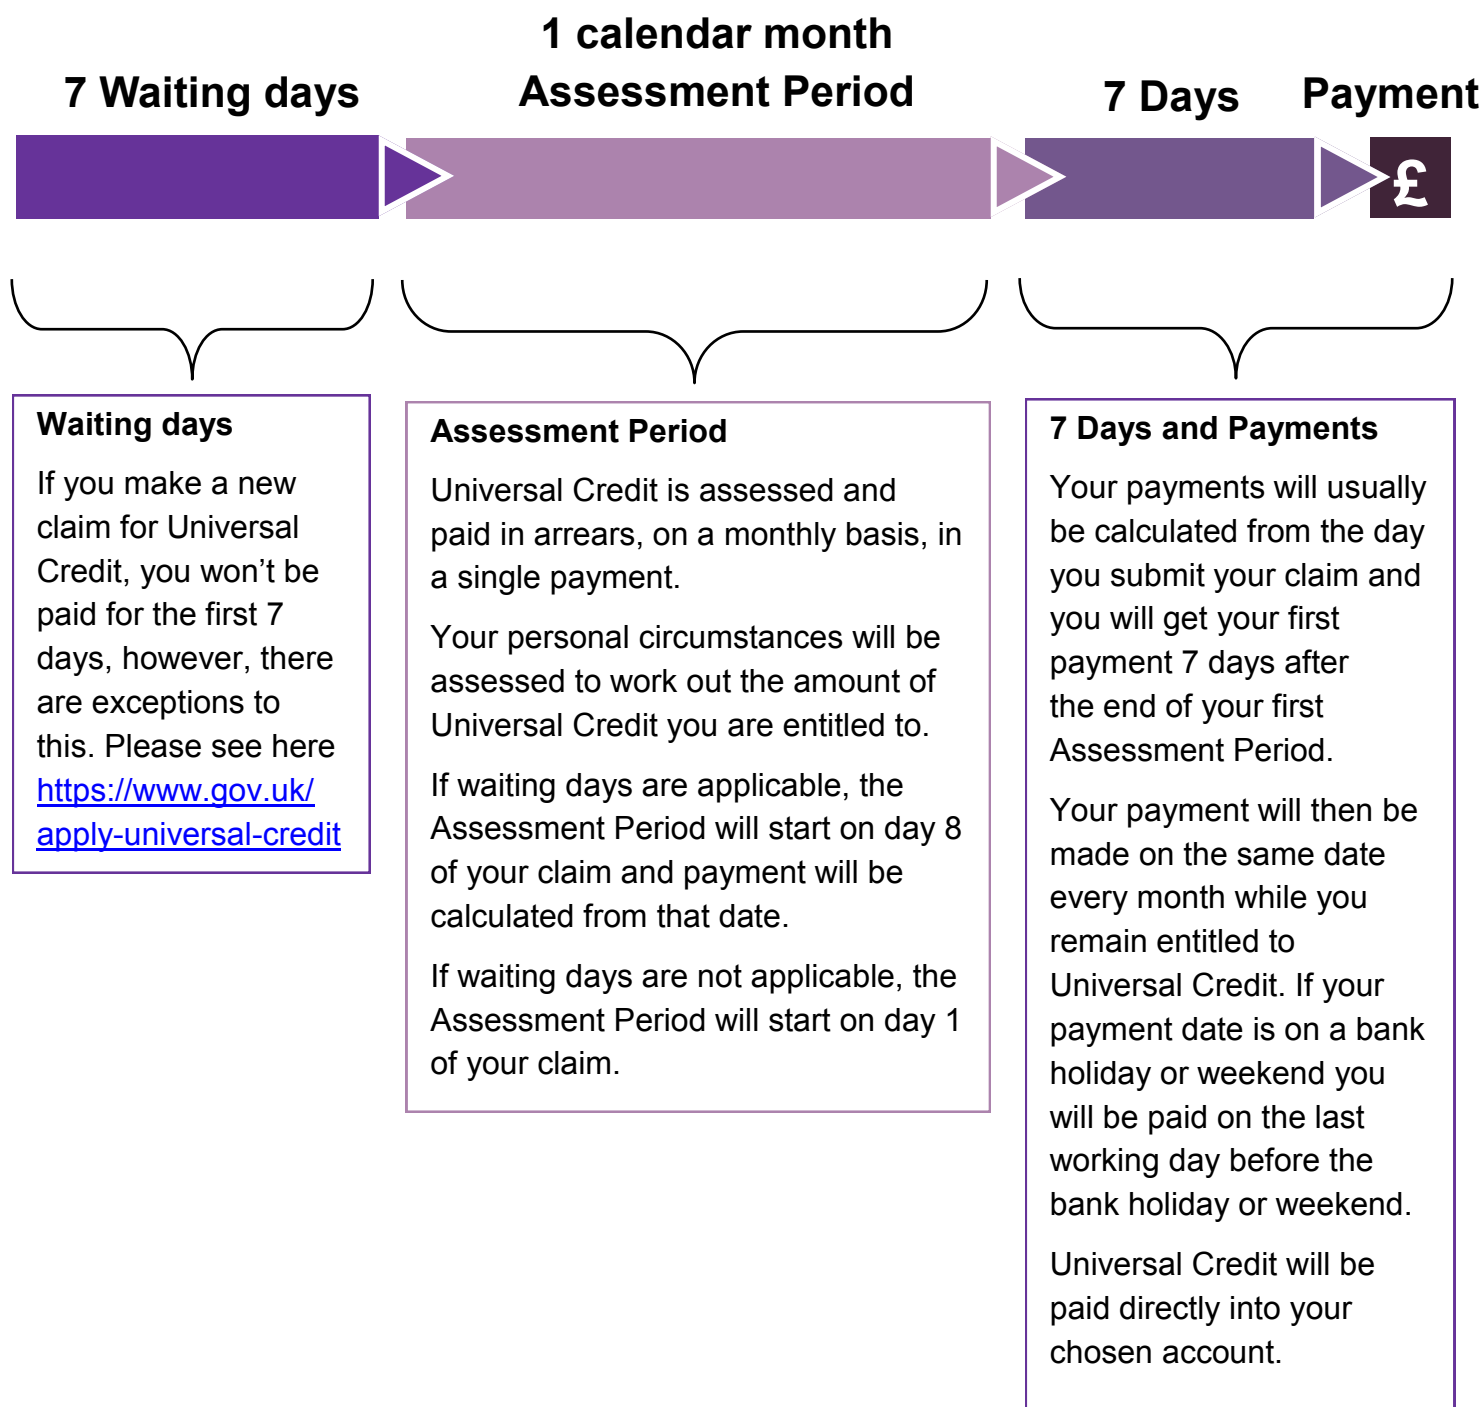 7 Waiting days
1 calendar month
Assessment Period
7 Days
Payment
£
Waiting days
If you make a new
claim for Universal
Credit, you won’t be
paid for the first 7
days, however, there
are exceptions to
this. Please see here
https://www.gov.uk/
apply-universal-credit
Assessment Period
Universal Credit is assessed and
paid in arrears, on a monthly basis, in
a single payment.
Your personal circumstances will be
assessed to work out the amount of
Universal Credit you are entitled to.
If waiting days are applicable, the
Assessment Period will start on day 8
of your claim and payment will be
calculated from that date.
If waiting days are not applicable, the
Assessment Period will start on day 1
of your claim.
7 Days and Payments
Your payments will usually
be calculated from the day
you submit your claim and
you will get your first
payment 7 days after
the end of your first
Assessment Period.
Your payment will then be
made on the same date
every month while you
remain entitled to
Universal Credit. If your
payment date is on a bank
holiday or weekend you
will be paid on the last
working day before the
bank holiday or weekend.
Universal Credit will be
paid directly into your
chosen account.